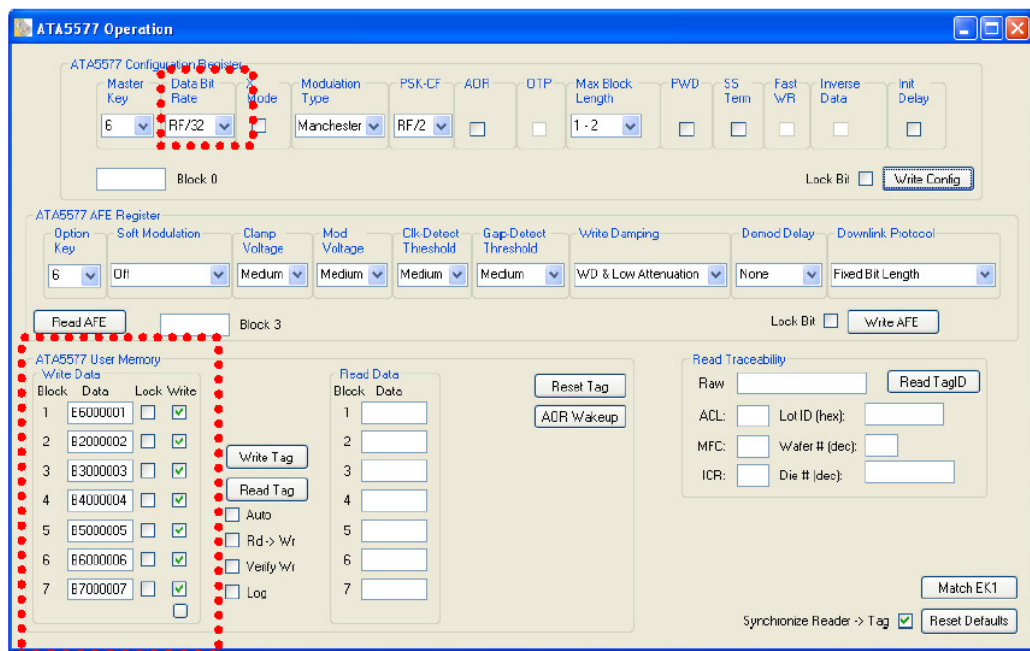 ATA5577 Operation
ATA5577 Configuration Register
Master Key
Data Bit Rate
X Mode
Modulation Type
PSK-CF
AOR
OTP
Max Block Length
PWD
SS Term
Fast WR
Inverse Data
Init Delay
6
RF/32
Manchester
RF/2
1 - 2
Block 0
Lock Bit
Write Config
ATA5577 AFE Register
Option Key
Soft Modulation
Clamp Voltage
Mod Voltage
Clk-Detect Threshold
Gap-Detect Threshold
Write Damping
Demod Delay
Downlink Protocol
6
Off
Medium
Medium
Medium
Medium
WD & Low Attenuation
None
Fixed Bit Length
Read AFE
Block 3
Lock Bit
Write AFE
ATA5577 User Memory
Write Data
Block Data Lock Write
1 E6000001
2 B2000002
3 B3000003
4 B4000004
5 B5000005
6 B6000006
7 B7000007
Write Tag
Read Tag
Auto
Rd -> Wr
Verify Wr
Log
Read Data
Block Data
1
2
3
4
5
6
7
Reset Tag
AOR Wakeup
Read Traceability
Raw
Read TagID
ACL:
Lot ID (hex):
MFC:
Wafer # (dec):
ICR:
Die # (dec):
Match EK1
Synchronize Reader -> Tag
Reset Defaults